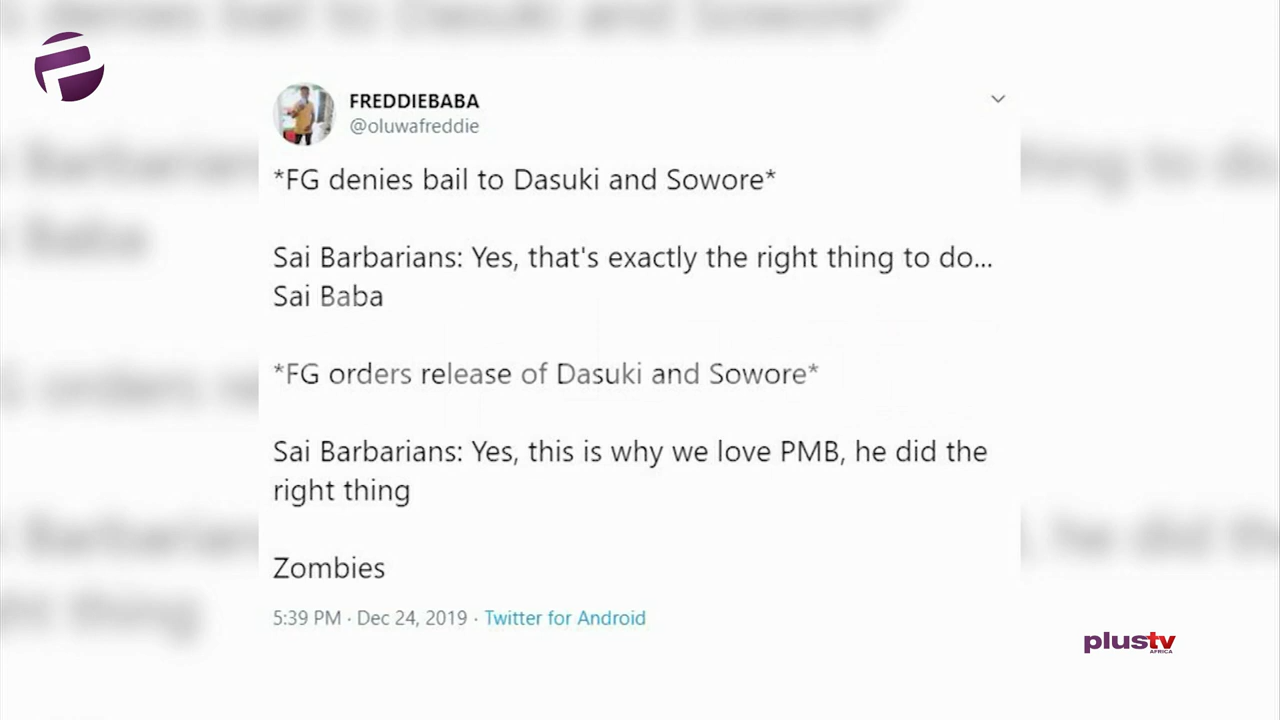 FREDDIEBABA
@oluwafreddie
*FG denies bail to Dasuki and Sowore*
Sai Barbarians: Yes, that's exactly the right thing to do...
Sai Baba
*FG orders release of Dasuki and Sowore*
Sai Barbarians: Yes, this is why we love PMB, he did the
right thing
Zombies
5:39 PM · Dec 24, 2019 · Twitter for Android
plustv
AFRICA